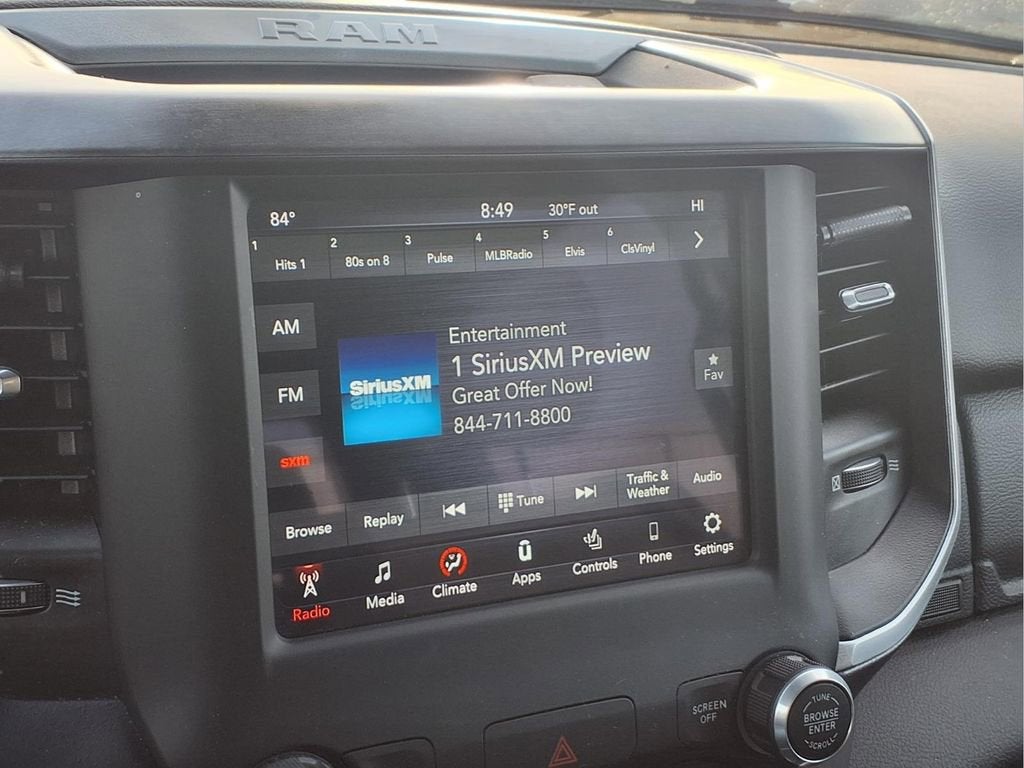 RAM
84° 8:49 30°F out HI
1 Hits 1 2 80s on 8 3 Pulse 4 MLBRadio 5 Elvis 6 ClsVinyl
AM
FM
sxm
SiriusXM
Entertainment
1 SiriusXM Preview
Great Offer Now!
844-711-8800
Fav
Browse Replay Tune Traffic & Weather Audio
Radio Media Climate Apps Controls Phone Settings
SCREEN
OFF
TUNE
BROWSE
ENTER
SCROLL